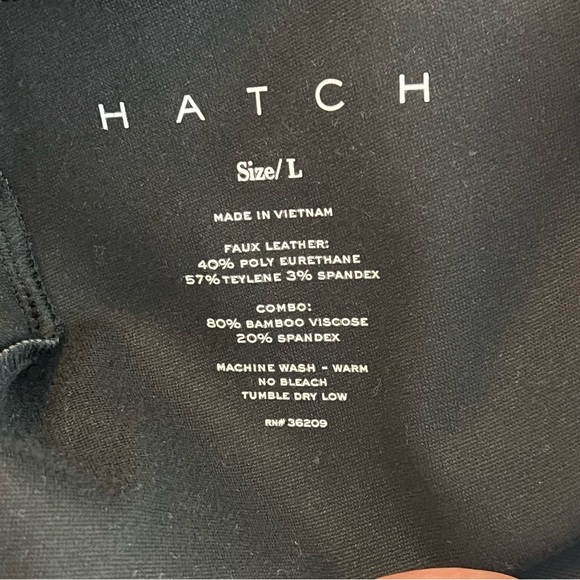 HATCH
Size/ L
MADE IN VIETNAM
FAUX LEATHER:
40% POLY EURETHANE
57% TEYLENE 3% SPANDEX
COMBO:
80% BAMBOO VISCOSE
20% SPANDEX
MACHINE WASH - WARM
NO BLEACH
TUMBLE DRY LOW
RN# 36209